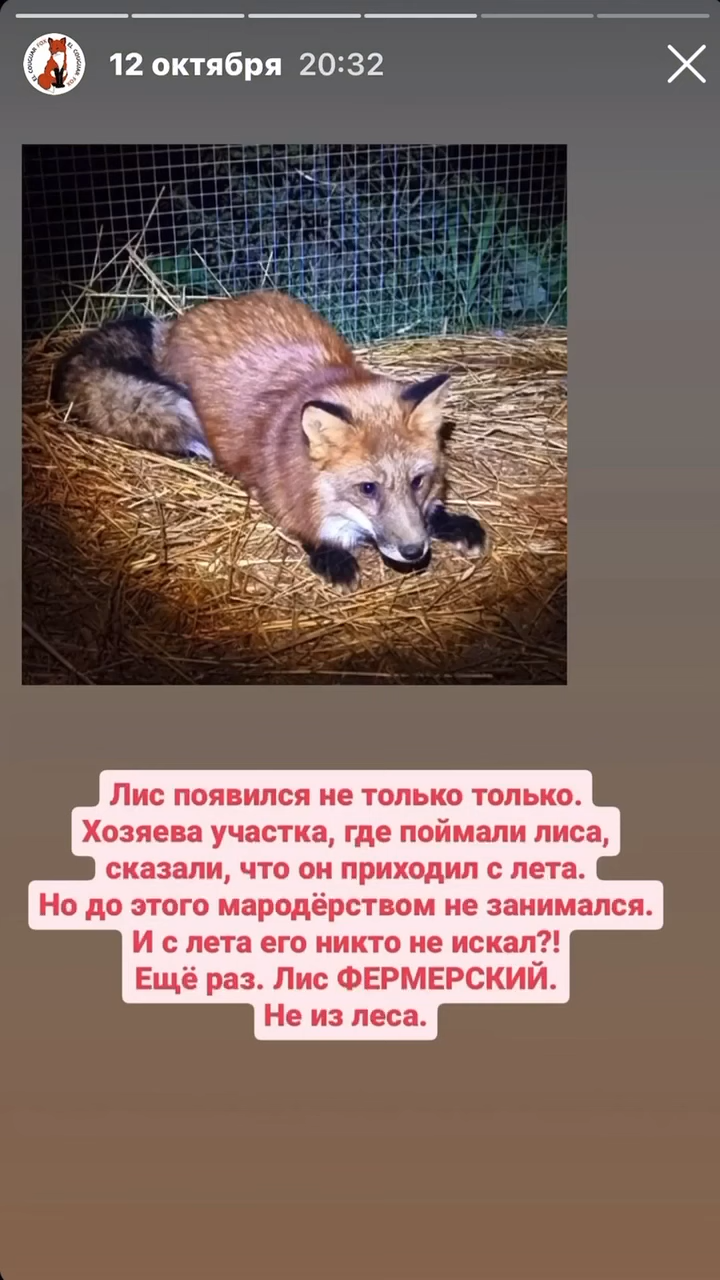 12 октября 20:32
Лис появился не только только.
Хозяева участка, где поймали лиса,
сказали, что он приходил с лета.
Но до этого мародёрством не занимался.
И с лета его никто не искал?!
Ещё раз. Лис ФЕРМЕРСКИЙ.
Не из леса.